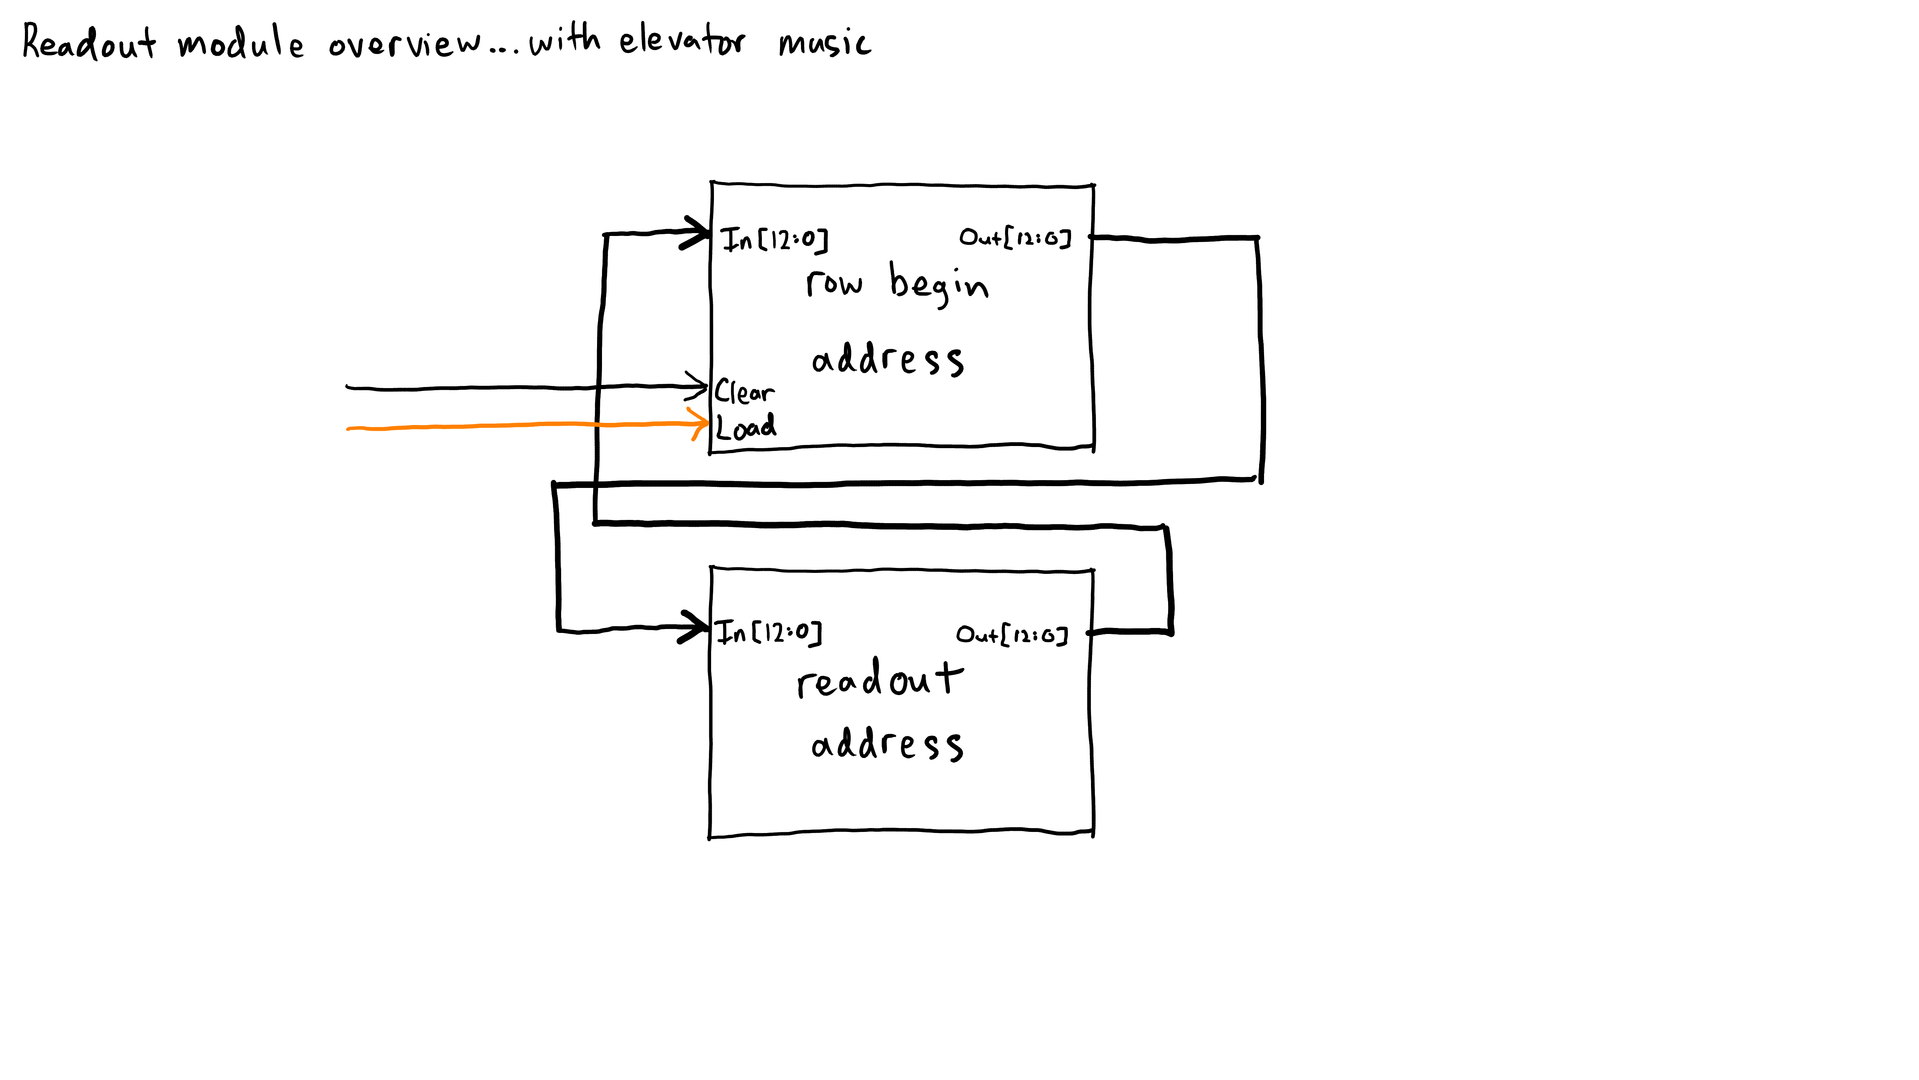 Readout module overview...with elevator music
In[12:0] Out[12:0]
row begin
address
Clear
Load
In[12:0] Out[12:0]
readout
address